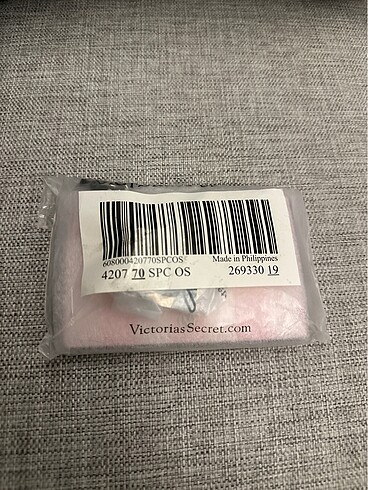 608000420770SPCOS Made in Philippines
4207 70 SPC OS 269330 19
VictoriasSecret.com